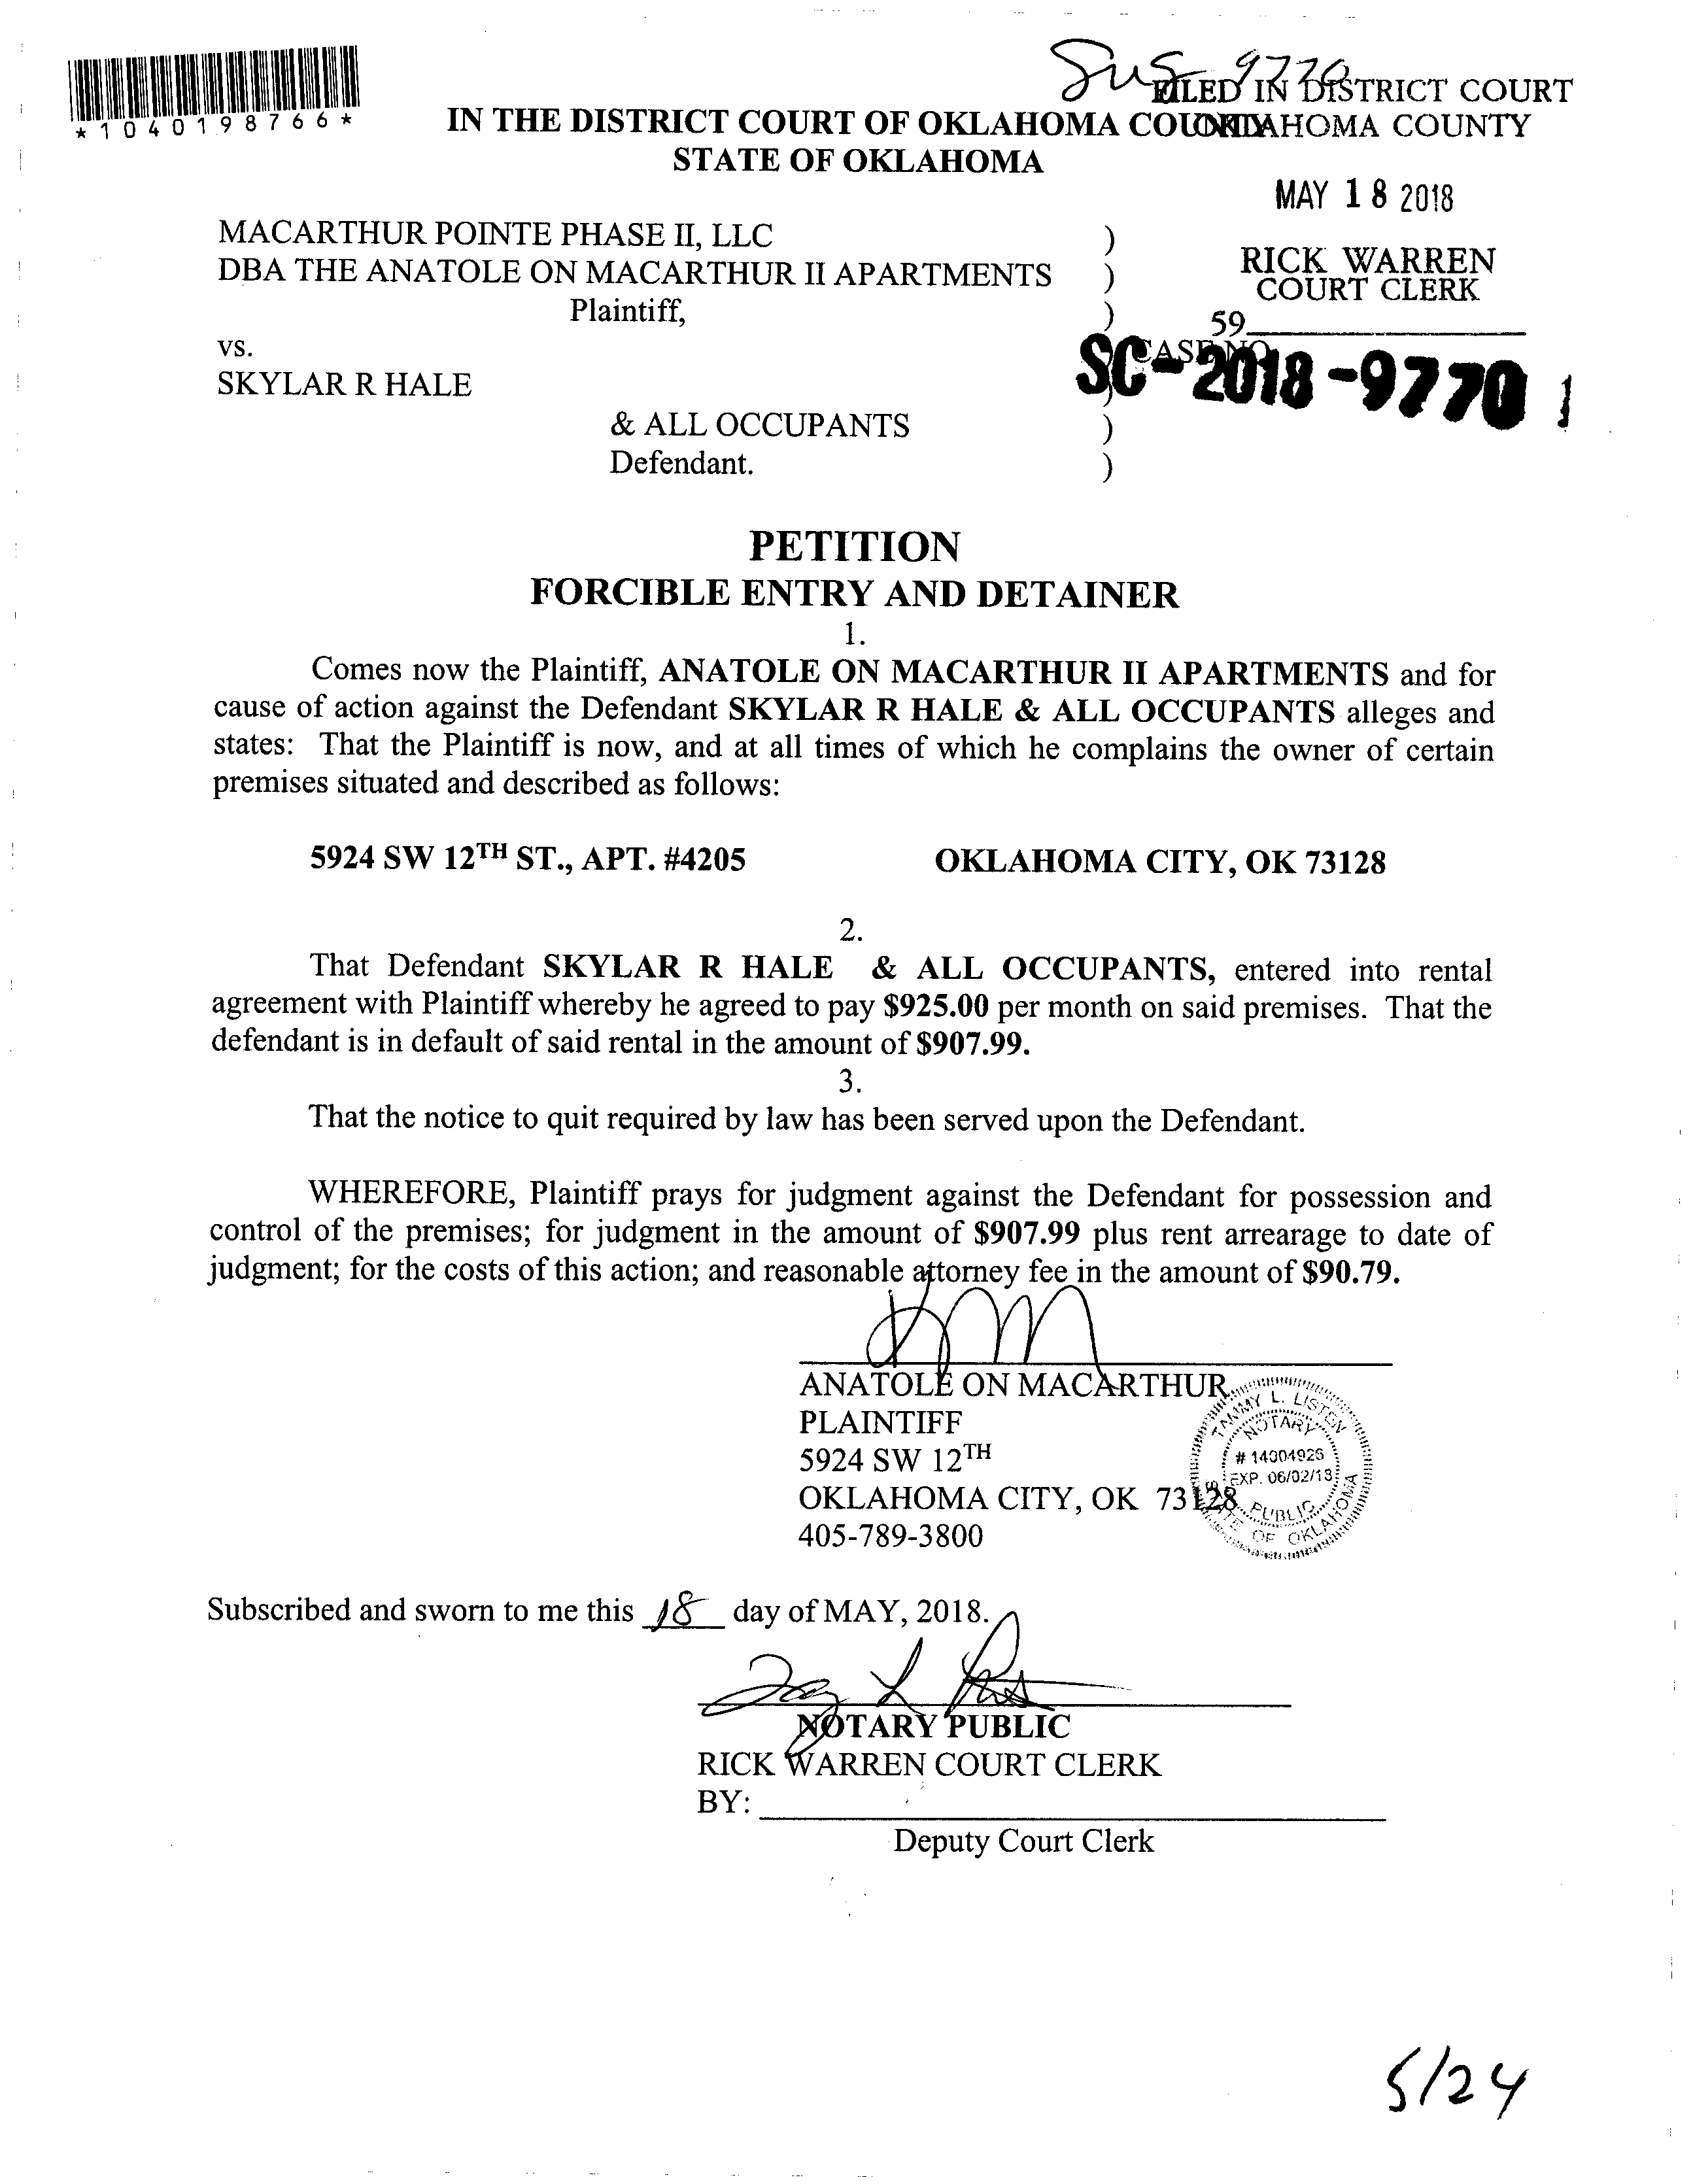 *1040198766*
9770
FILED IN DISTRICT COURT
OKLAHOMA COUNTY
IN THE DISTRICT COURT OF OKLAHOMA COUNTY
STATE OF OKLAHOMA
MAY 18 2018
RICK WARREN
COURT CLERK
59
MACARTHUR POINTE PHASE II, LLC )
DBA THE ANATOLE ON MACARTHUR II APARTMENTS )
Plaintiff, )
vs. CASE NO.
SC-2018-9770
SKYLAR R HALE )
& ALL OCCUPANTS )
Defendant. )
PETITION
FORCIBLE ENTRY AND DETAINER
1.
Comes now the Plaintiff, ANATOLE ON MACARTHUR II APARTMENTS and for
cause of action against the Defendant SKYLAR R HALE & ALL OCCUPANTS alleges and
states: That the Plaintiff is now, and at all times of which he complains the owner of certain
premises situated and described as follows:
5924 SW 12TH ST., APT. #4205 OKLAHOMA CITY, OK 73128
2.
That Defendant SKYLAR R HALE & ALL OCCUPANTS, entered into rental
agreement with Plaintiff whereby he agreed to pay $925.00 per month on said premises. That the
defendant is in default of said rental in the amount of $907.99.
3.
That the notice to quit required by law has been served upon the Defendant.
WHEREFORE, Plaintiff prays for judgment against the Defendant for possession and
control of the premises; for judgment in the amount of $907.99 plus rent arrearage to date of
judgment; for the costs of this action; and reasonable attorney fee in the amount of $90.79.
ANATOLE ON MACARTHUR
PLAINTIFF
5924 SW 12TH
OKLAHOMA CITY, OK 73128
405-789-3800
TAMMY L. LISTEN
NOTARY
# 14004926
EXP. 06/02/18
PUBLIC
STATE OF OKLAHOMA
Subscribed and sworn to me this 18 day of MAY, 2018.
NOTARY PUBLIC
RICK WARREN COURT CLERK
BY:
Deputy Court Clerk
5/24